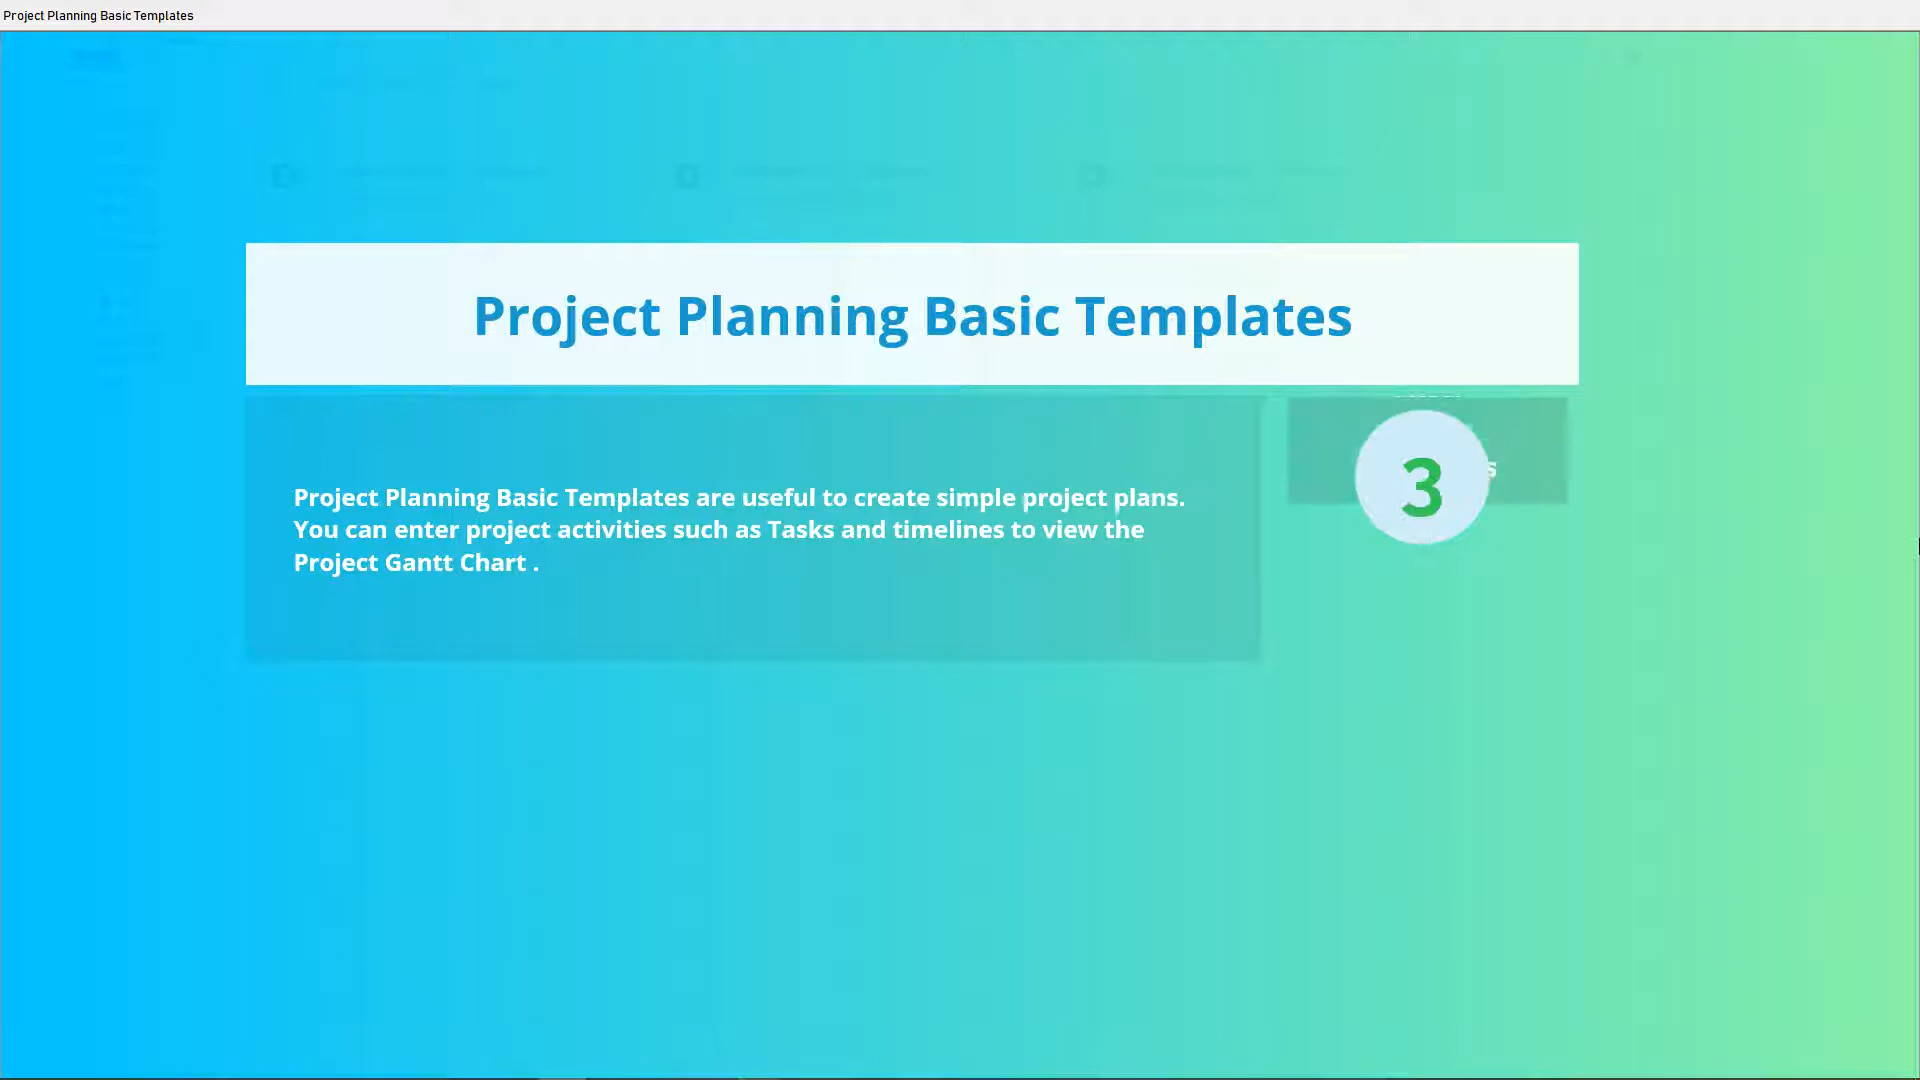 Project Planning Basic Templates
Project Planning Basic Templates
Project Planning Basic Templates are useful to create simple project plans.
You can enter project activities such as Tasks and timelines to view the
Project Gantt Chart .
3